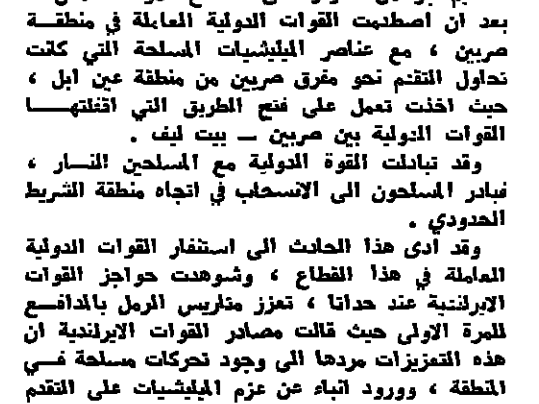 بعد ان اصطدمت القوات الدولية العاملة في منطقة
صربين ، مع عناصر الميليشيات المسلحة التي كانت
تحاول التقدم نحو مفرق صربين من منطقة عين ابل ،
حيث اخذت تعمل على فتح الطريق التي اقفلتها
القوات الدولية بين صربين ــ بيت ليف .
وقد تبادلت القوة الدولية مع المسلحين النار ،
فبادر المسلحون الى الانسحاب في اتجاه منطقة الشريط
الحدودي .
وقد أدى هذا الحادث الى استنفار القوات الدولية
العاملة في هذا القطاع ، وشوهدت حواجز القوات
الايرلندية عند حداثا ، تعزز متاريس الرمل بالمدافع
للمرة الاولى حيث قالت مصادر القوات الايرلندية ان
هذه التعزيزات مردها الى وجود تحركات مسلحة في
المنطقة ، وورود انباء عن عزم الميليشيات على التقدم